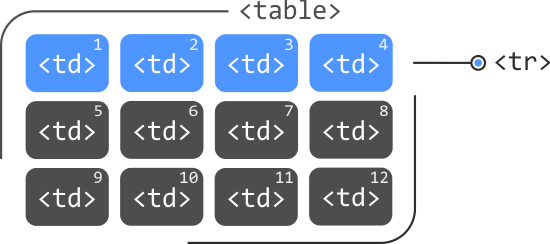 <table>
1 2 3 4
<td> <td> <td> <td> <tr>
5 6 7 8
<td> <td> <td> <td>
9 10 11 12
<td> <td> <td> <td>